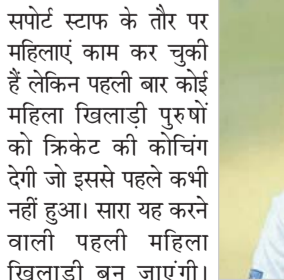 सपोर्ट स्टाफ के तौर पर
महिलाएं काम कर चुकी
हैं लेकिन पहली बार कोई
महिला खिलाड़ी पुरुषों
को क्रिकेट की कोचिंग
देगी जो इससे पहले कभी
नहीं हुआ। सारा यह करने
वाली पहली महिला
खिलाड़ी बन जाएंगी।